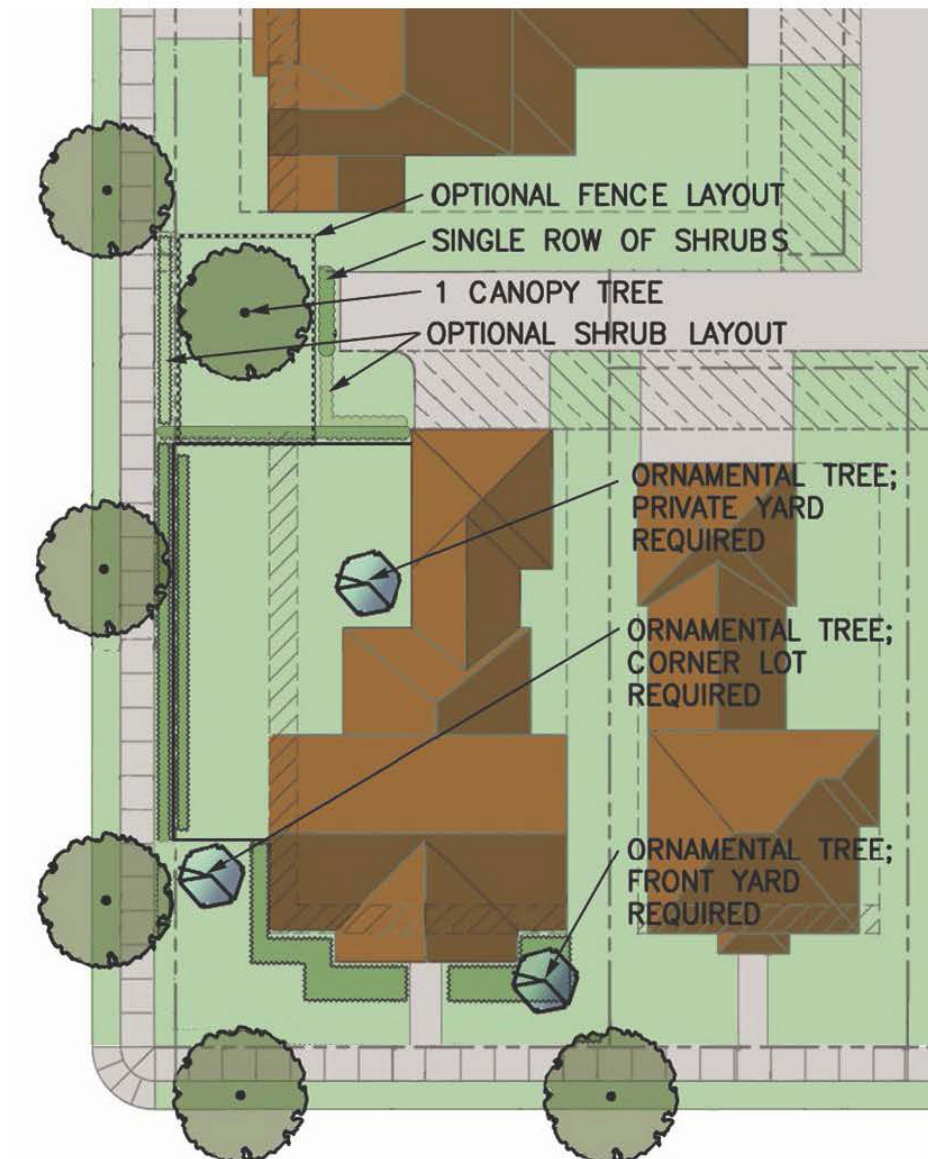 OPTIONAL FENCE LAYOUT
SINGLE ROW OF SHRUBS
1 CANOPY TREE
OPTIONAL SHRUB LAYOUT
ORNAMENTAL TREE;
PRIVATE YARD
REQUIRED
ORNAMENTAL TREE;
CORNER LOT
REQUIRED
ORNAMENTAL TREE;
FRONT YARD
REQUIRED